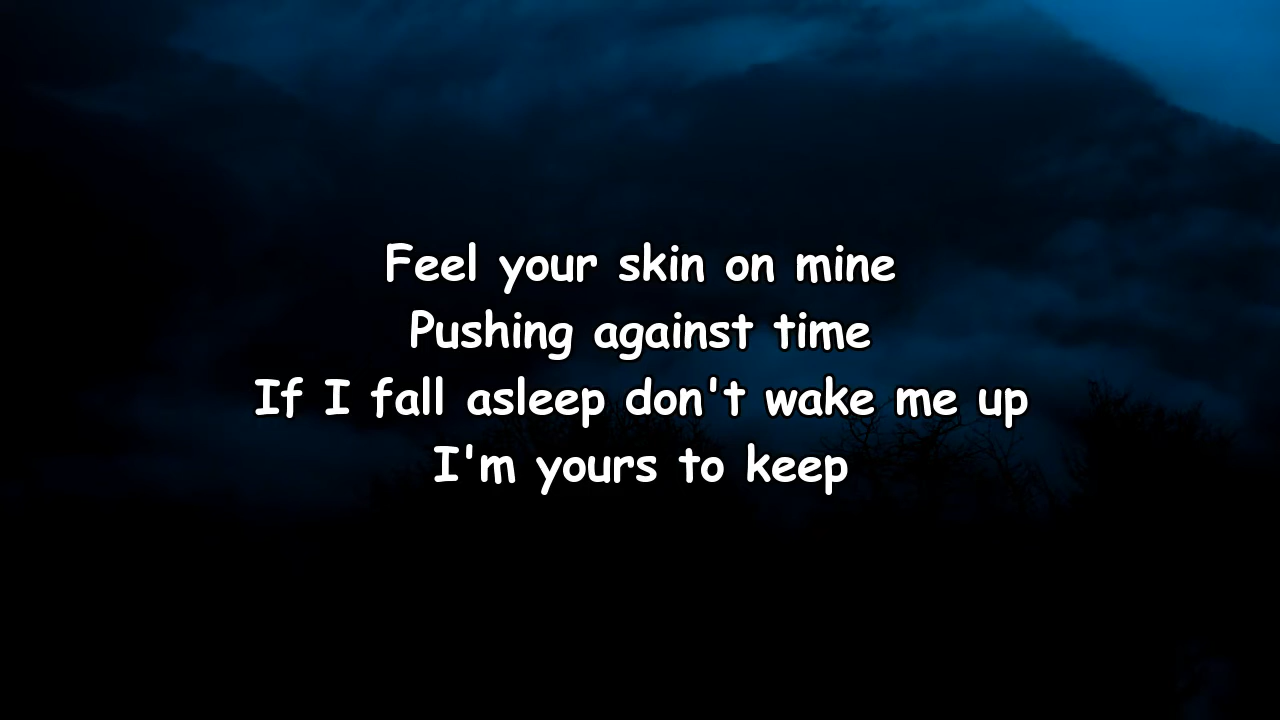 Feel your skin on mine
Pushing against time
If I fall asleep don't wake me up
I'm yours to keep